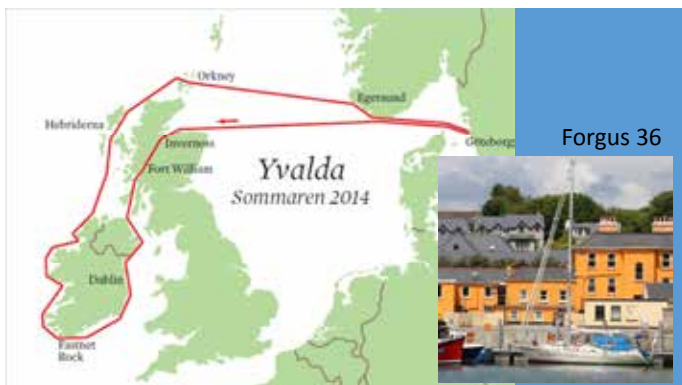 Orkney
Egersund
Hebriderna
Inverness
Göteborg
Forgus 36
Fort William
Yvalda
Sommaren 2014
Dublin
Fastnet
Rock